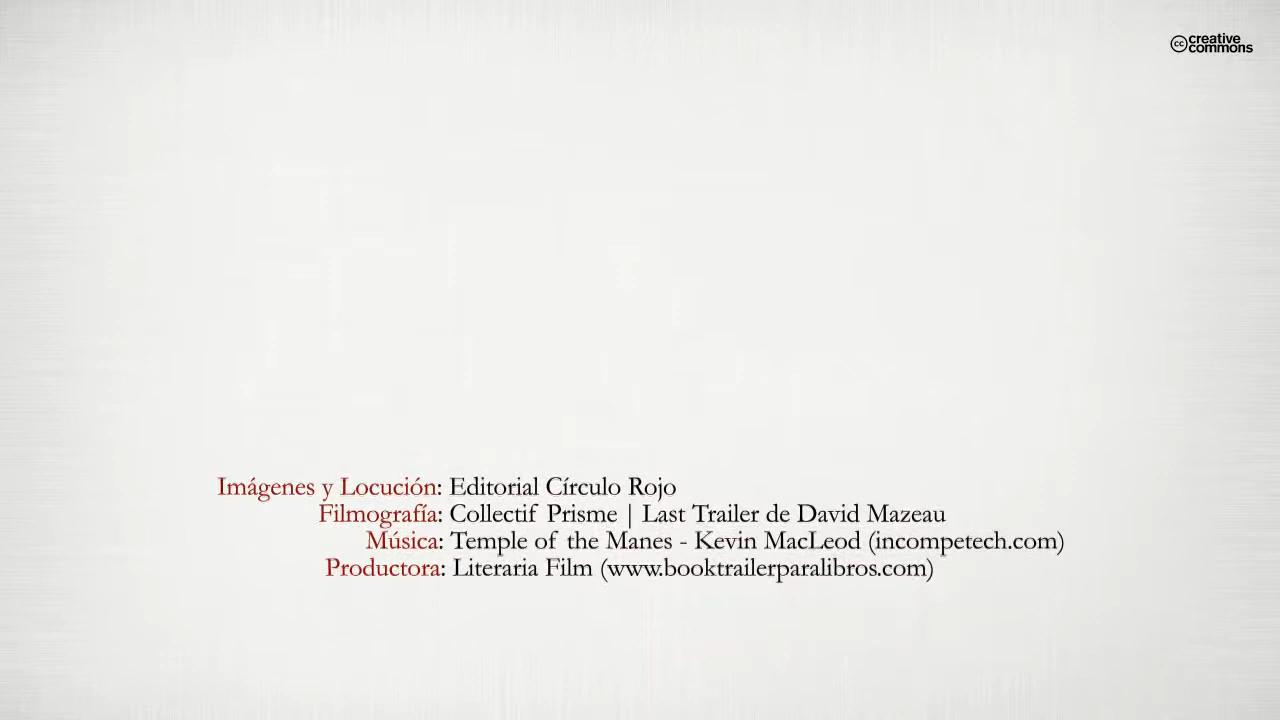 cc creative
commons
Imágenes y Locución: Editorial Círculo Rojo
Filmografía: Collectif Prisme | Last Trailer de David Mazeau
Música: Temple of the Manes - Kevin MacLeod (incompetech.com)
Productora: Literaria Film (www.booktrailerparalibros.com)